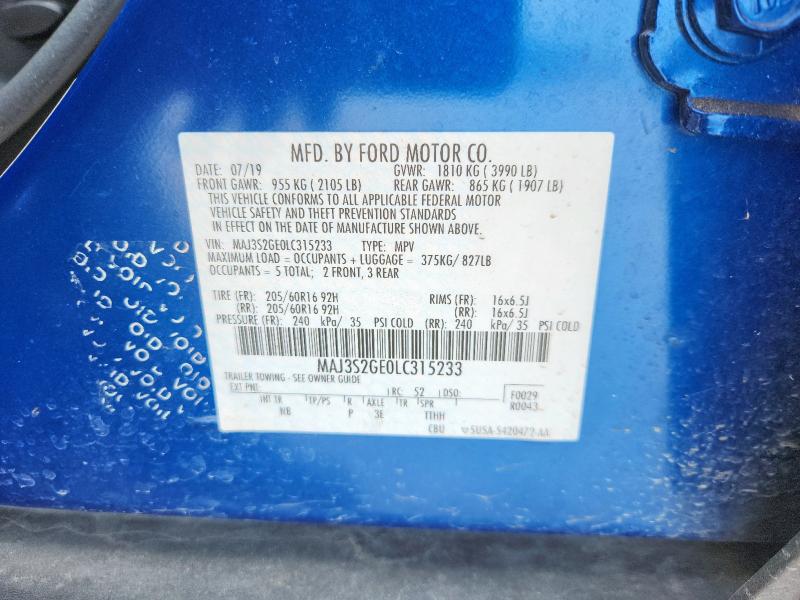 MFD. BY FORD MOTOR CO.
DATE: 07/19 GVWR: 1810 KG ( 3990 LB)
FRONT GAWR: 955 KG ( 2105 LB) REAR GAWR: 865 KG ( 1907 LB)
THIS VEHICLE CONFORMS TO ALL APPLICABLE FEDERAL MOTOR
VEHICLE SAFETY AND THEFT PREVENTION STANDARDS
IN EFFECT ON THE DATE OF MANUFACTURE SHOWN ABOVE.
VIN: MAJ3S2GE0LC315233 TYPE: MPV
MAXIMUM LOAD = OCCUPANTS + LUGGAGE = 375KG/ 827LB
OCCUPANTS = 5 TOTAL; 2 FRONT, 3 REAR
TIRE (FR): 205/60R16 92H RIMS (FR): 16x6.5J
(RR): 205/60R16 92H (RR): 16x6.5J
PRESSURE (FR): 240 kPa/ 35 PSI COLD (RR): 240 kPa/ 35 PSI COLD
MAJ3S2GE0LC315233
TRAILER TOWING - SEE OWNER GUIDE
EXT PNT: RC: 52 DSO: F0029
INT TR TP/PS R AXLE TR SPR R0043
P 3E TTHH
CBU
VOID